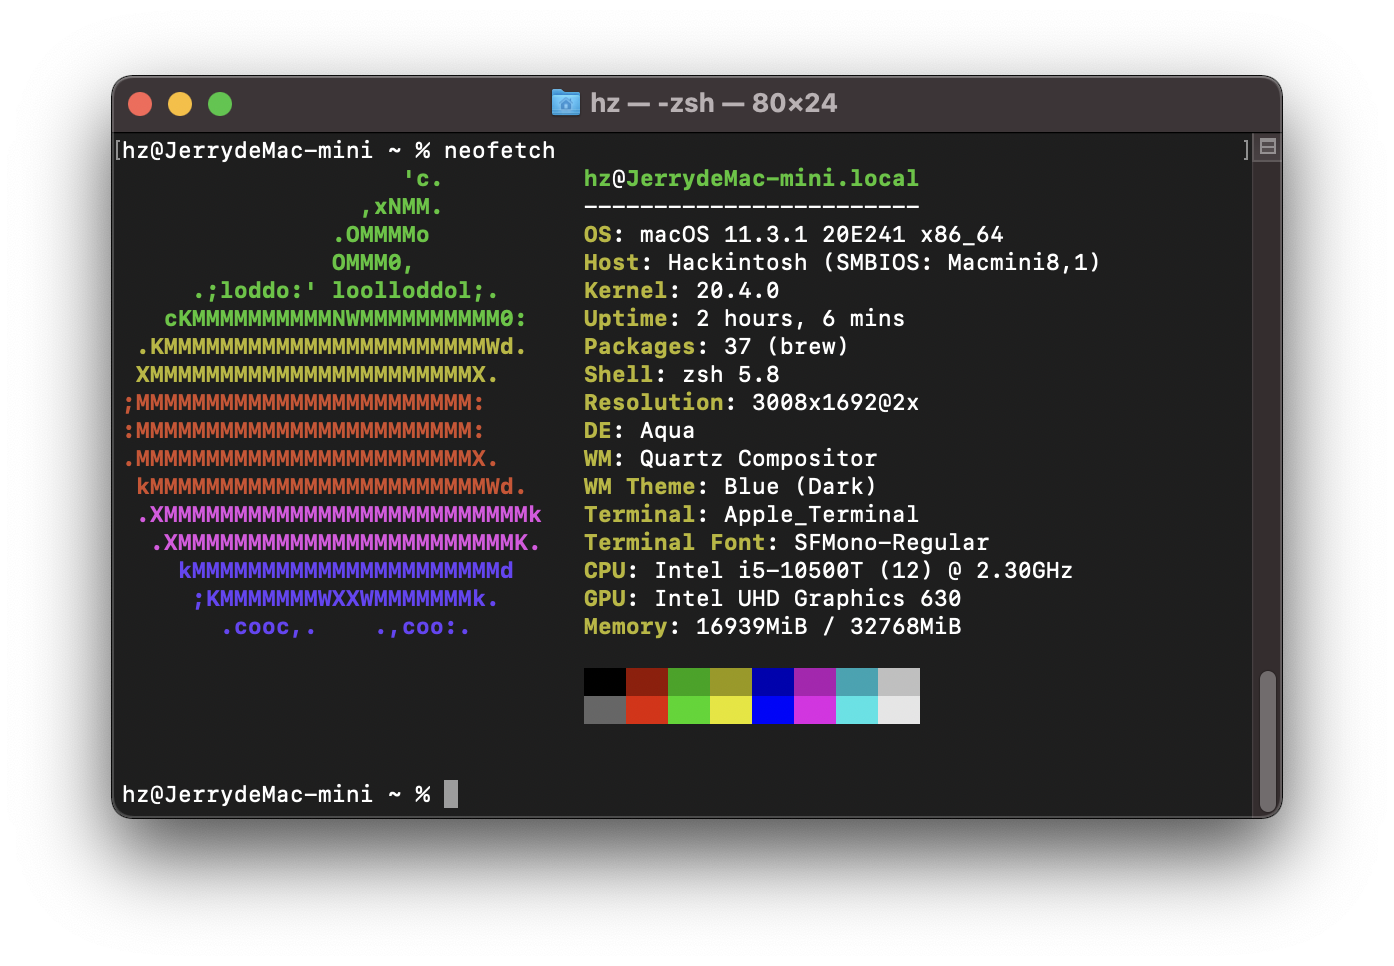 hz — -zsh — 80×24
[hz@JerrydeMac-mini ~ % neofetch ]
                    'c.          hz@JerrydeMac-mini.local
                 ,xNMM.          ------------------------
               .OMMMMo           OS: macOS 11.3.1 20E241 x86_64
               OMMM0,            Host: Hackintosh (SMBIOS: Macmini8,1)
     .;loddo:' loolloddol;.      Kernel: 20.4.0
   cKMMMMMMMMMMNWMMMMMMMMMM0:    Uptime: 2 hours, 6 mins
 .KMMMMMMMMMMMMMMMMMMMMMMMWd.    Packages: 37 (brew)
 XMMMMMMMMMMMMMMMMMMMMMMMX.      Shell: zsh 5.8
;MMMMMMMMMMMMMMMMMMMMMMMM:       Resolution: 3008x1692@2x
:MMMMMMMMMMMMMMMMMMMMMMMM:       DE: Aqua
.MMMMMMMMMMMMMMMMMMMMMMMMX.      WM: Quartz Compositor
 kMMMMMMMMMMMMMMMMMMMMMMMMWd.    WM Theme: Blue (Dark)
 .XMMMMMMMMMMMMMMMMMMMMMMMMMMk   Terminal: Apple_Terminal
  .XMMMMMMMMMMMMMMMMMMMMMMMMK.   Terminal Font: SFMono-Regular
    kMMMMMMMMMMMMMMMMMMMMMMd     CPU: Intel i5-10500T (12) @ 2.30GHz
     ;KMMMMMMMWXXWMMMMMMMk.      GPU: Intel UHD Graphics 630
       .cooc,.    .,coo:.        Memory: 16939MiB / 32768MiB
hz@JerrydeMac-mini ~ %